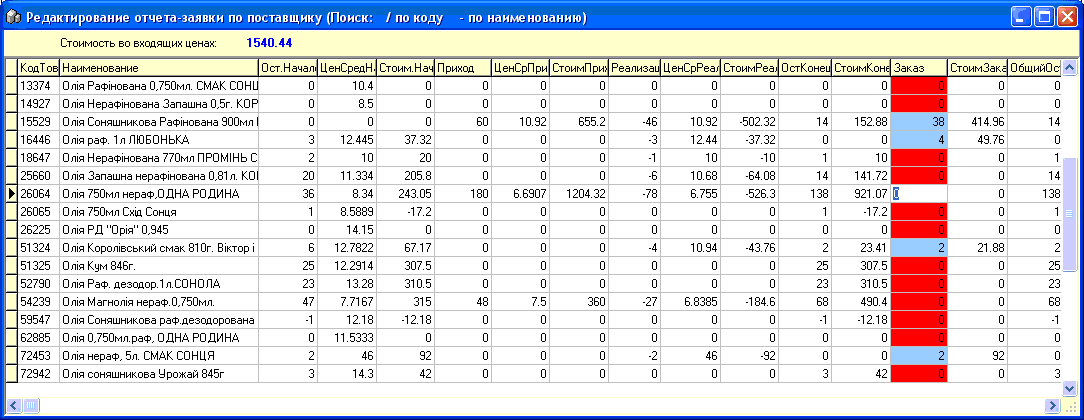 Редактирование отчета-заявки по поставщику (Поиск: / по коду - по наименованию)
Стоимость во входящих ценах: 1540.44
КодТов Наименование Ост.Начал ЦенСредН Стоим.Нач Приход ЦенСрПри СтоимПри Реализац ЦенСрРеал СтоимРеал ОстКонец СтоимКоне Заказ СтоимЗака ОбщийОст
13374 Олія Рафінована 0,750мл. СМАК СОНЦ 0 10.4 0 0 0 0 0 0 0 0 0 0 0
14927 Олія Нерафінована Запашна 0,5г. КОР 0 8.5 0 0 0 0 0 0 0 0 0 0 0
15529 Олія Соняшникова Рафінована 900мл 0 0 0 60 10.92 655.2 -46 10.92 -502.32 14 152.88 38 414.96 14
16446 Олія раф. 1л ЛЮБОНЬКА 3 12.445 37.32 0 0 0 -3 12.44 -37.32 0 0 4 49.76 0
18647 Олія Нерафінована 770мл ПРОМІНЬ С 2 10 20 0 0 0 -1 10 -10 1 10 0 0 1
25660 Олія Запашна нерафінована 0,81г. КО 20 11.334 205.8 0 0 0 -6 10.68 -64.08 14 141.72 0 0 14
26064 Олія 750мл нераф,ОДНА РОДИНА 36 8.34 243.05 180 6.6907 1204.32 -78 6.755 -526.3 138 921.07 0 0 138
26065 Олія 750мл Схід Сонця 1 8.5889 -17.2 0 0 0 0 0 0 1 -17.2 0 0 1
26225 Олія РД "Орія" 0,945 0 14.15 0 0 0 0 0 0 0 0 0 0 0
51324 Олія Королівський смак 810г. Віктор і 6 12.7822 67.17 0 0 0 -4 10.94 -43.76 2 23.41 2 21.88 2
51325 Олія Кум 846г. 25 12.2914 307.5 0 0 0 0 0 0 25 307.5 0 0 25
52790 Олія Раф. дезодор.1л.СОНОЛА 23 13.28 310.5 0 0 0 0 0 0 23 310.5 0 0 23
54239 Олія Магнолія нераф.0,750мл. 47 7.7167 315 48 7.5 360 -27 6.8385 -184.6 68 490.4 0 0 68
59547 Олія Соняшникова раф.дезодорована -1 12.18 -12.18 0 0 0 0 0 0 -1 -12.18 0 0 -1
62885 Олія 0,750мл.раф, ОДНА РОДИНА 0 11.5333 0 0 0 0 0 0 0 0 0 0 0 0
72453 Олія нераф, 5л. СМАК СОНЦЯ 2 46 92 0 0 0 -2 46 -92 0 0 2 92 0
72942 Олія соняшникова Урожай 845г 3 14.3 42 0 0 0 0 0 0 3 42 0 0 3